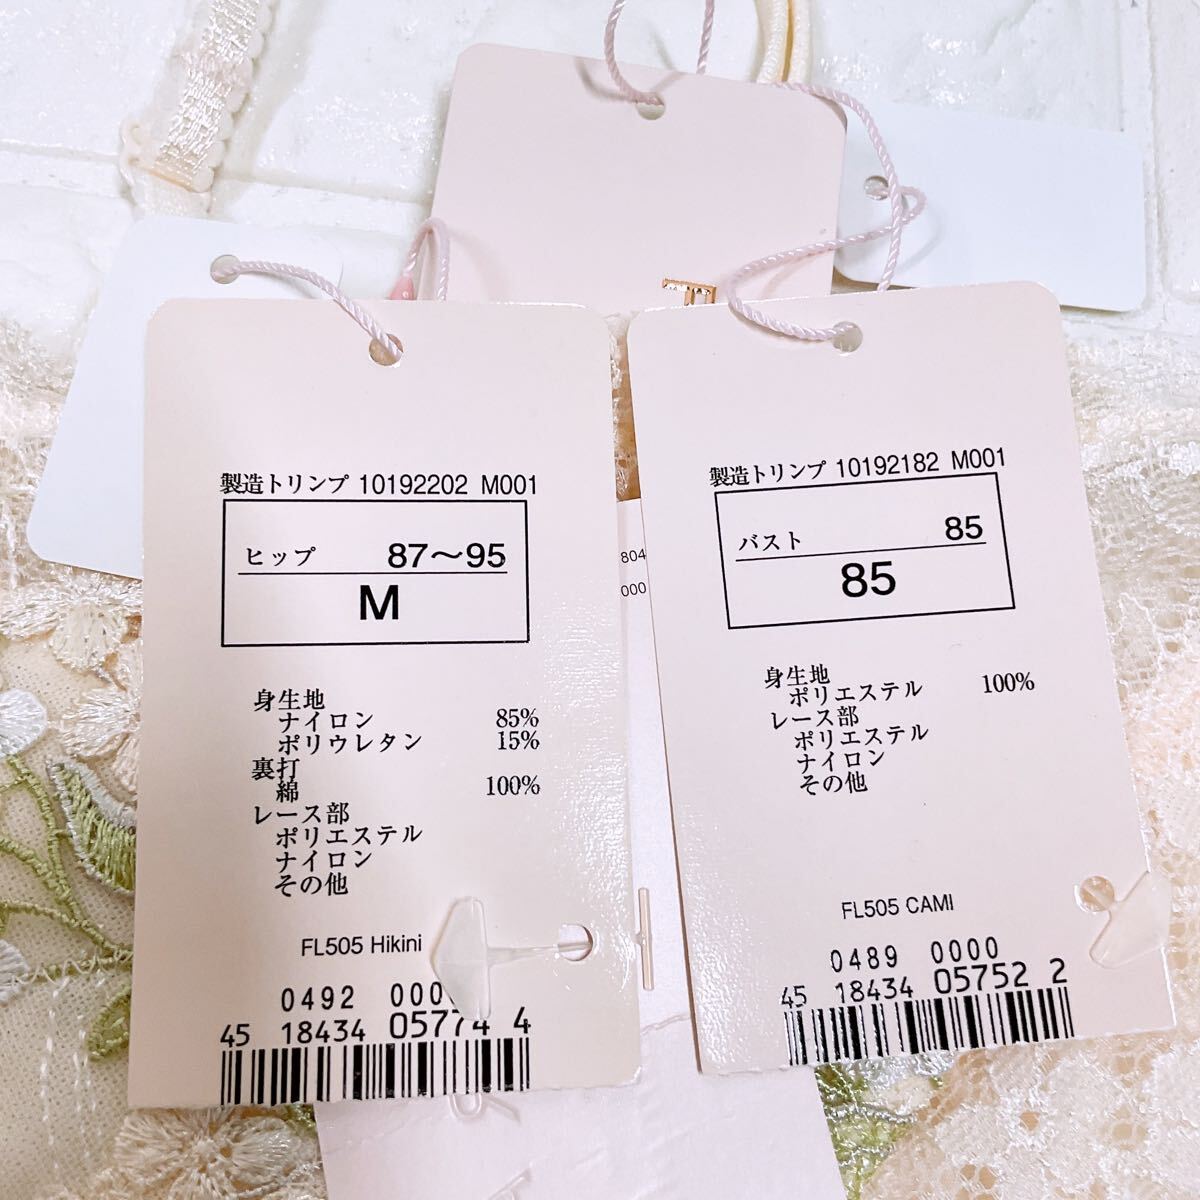 製造トリンプ 10192202 M001
ヒップ 87～95
M
身生地
ナイロン 85%
ポリウレタン 15%
裏打
綿 100%
レース部
ポリエステル
ナイロン
その他
FL505 Hikini
0492 000
45 18434 05774 4
804
000
製造トリンプ 10192182 M001
バスト 85
85
身生地
ポリエステル 100%
レース部
ポリエステル
ナイロン
その他
FL505 CAMI
0489 0000
45 18434 05752 2